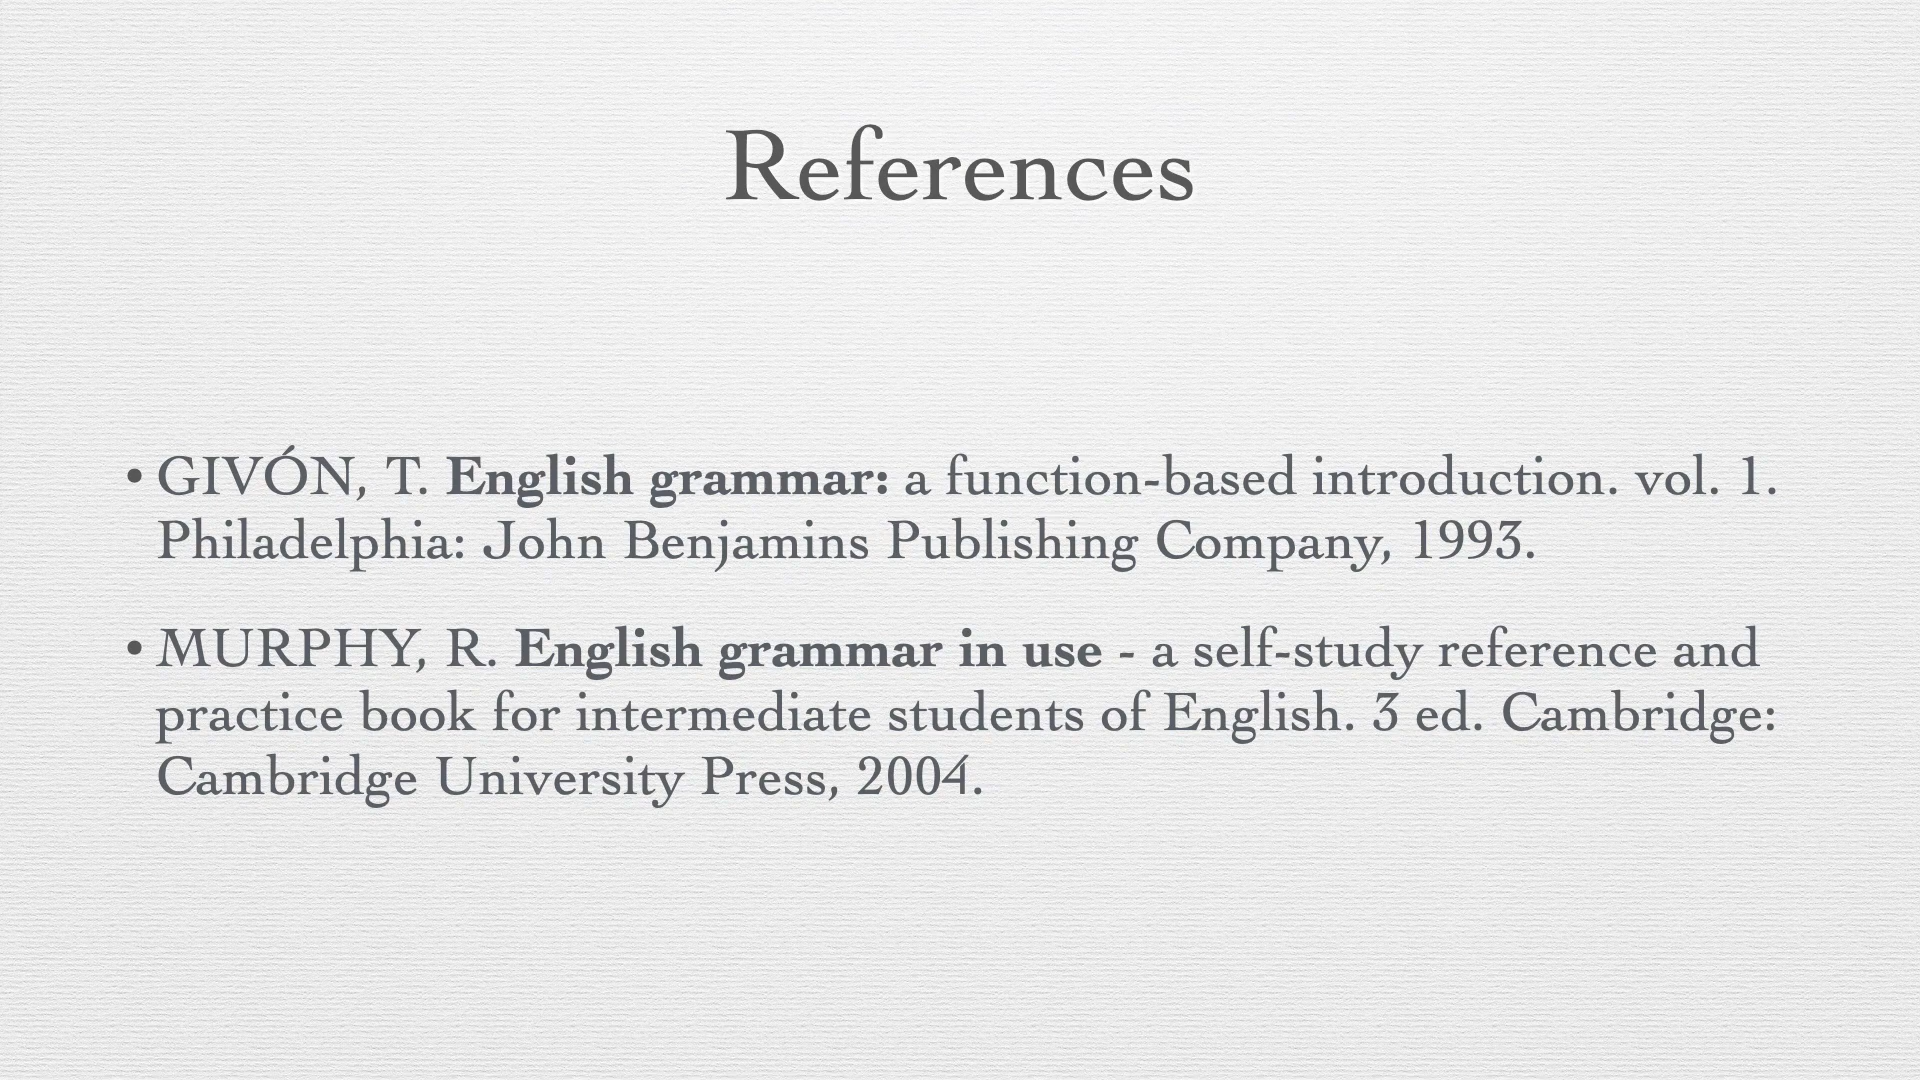 References
• GIVÓN, T. English grammar: a function-based introduction. vol. 1.
Philadelphia: John Benjamins Publishing Company, 1993.
• MURPHY, R. English grammar in use - a self-study reference and
practice book for intermediate students of English. 3 ed. Cambridge:
Cambridge University Press, 2004.